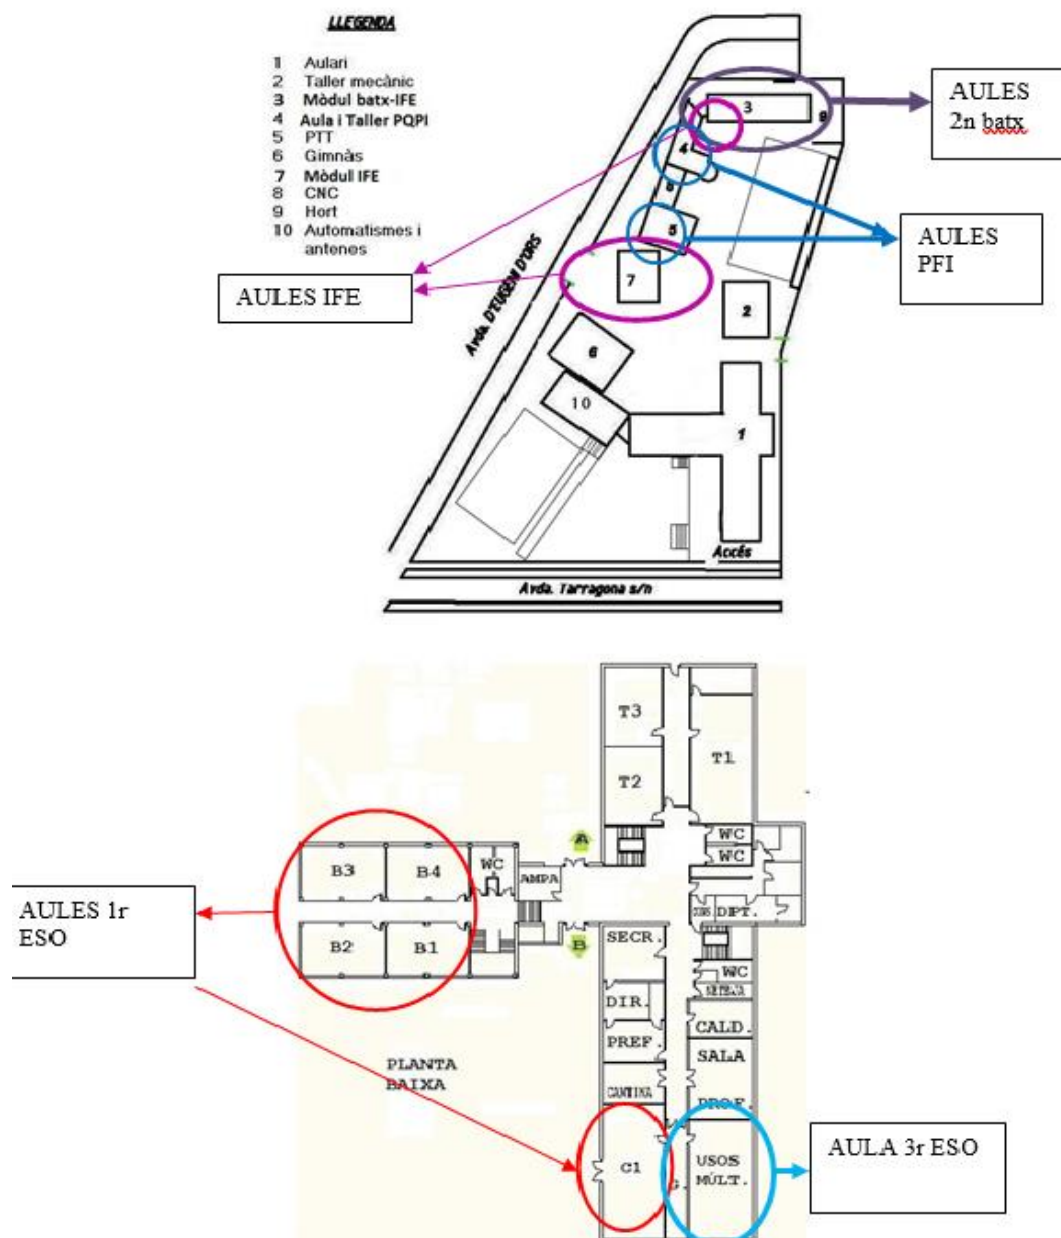 LLEGENDA
1 Aulari
2 Taller mecànic
3 Mòdul batx-IFE
4 Aula i Taller PQPI
5 PTT
6 Gimnàs
7 Mòdul IFE
8 CNC
9 Hort
10 Automatismes i
antenes
AULES
2n batx
AULES
PFI
AULES IFE
Avda. D'EUGENI D'ORS
3
9
4
8
5
7
2
6
10
1
Accés
Avda. Tarragona s/n
T3
T1
T2
WC
WC
A
B3
B4
WC
AMPA
DIPT.
AULES 1r
ESO
B2
B1
B
SECR.
WC
DIR.
CALD.
PREF.
SALA
PROF.
PLANTA
BAIXA
CANTINA
C1
G.
USOS
MÚLT.
AULA 3r ESO